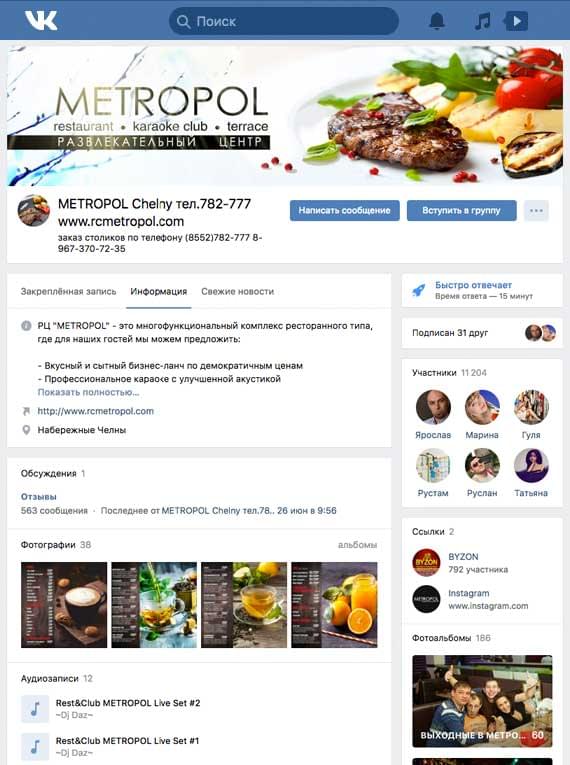 Поиск
METROPOL
restaurant • karaoke club • terrace
РАЗВЛЕКАТЕЛЬНЫЙ ЦЕНТР
METROPOL Chelny тел.782-777
www.rcmetropol.com
заказ столиков по телефону (8552)782-777 8-
967-370-72-35
Написать сообщение
Вступить в группу
Закреплённая запись Информация Свежие новости
РЦ "METROPOL" - это многофункциональный комплекс ресторанного типа,
где для наших гостей мы можем предложить:
- Вкусный и сытный бизнес-ланч по демократичным ценам
- Профессиональное караоке с улучшенной акустикой
Показать полностью...
http://www.rcmetropol.com
Набережные Челны
Обсуждения 1
Отзывы
563 сообщения · Последнее от METROPOL Chelny тел.78.. 26 июн в 9:56
Фотографии 38
альбомы
Аудиозаписи 12
Rest&Club METROPOL Live Set #2
~Dj Daz~
Rest&Club METROPOL Live Set #1
~Dj Daz~
Быстро отвечает
Время ответа — 15 минут
Подписан 31 друг
Участники 11 204
Ярослав Марина Гуля
Рустам Руслан Татьяна
Ссылки 2
BYZON
BYZON
792 участника
METROPOL
Instagram
www.instagram.com
Фотоальбомы 186
ВЫХОДНЫЕ В МЕТРО... 60